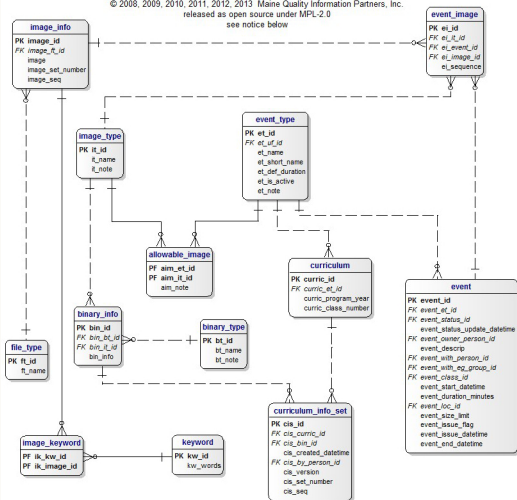 © 2008, 2009, 2010, 2011, 2012, 2013 Maine Quality Information Partners, Inc.
released as open source under MPL-2.0
see notice below
image_info
PK image_id
FK image_ft_id
image
image_set_number
image_seq
event_image
PK ei_id
FK ei_it_id
FK ei_event_id
FK ei_image_id
ei_sequence
image_type
PK it_id
it_name
it_note
event_type
PK et_id
FK et_uf_id
et_name
et_short_name
et_def_duration
et_is_active
et_note
allowable_image
PF aim_et_id
PF aim_it_id
aim_note
curriculum
PK curric_id
FK curric_et_id
curric_program_year
curric_class_number
event
PK event_id
FK event_et_id
FK event_status_id
event_status_update_datetime
FK event_owner_person_id
event_descrip
FK event_with_person_id
FK event_with_eg_group_id
FK event_class_id
event_start_datetime
event_duration_minutes
FK event_loc_id
event_size_limit
event_issue_flag
event_issue_datetime
event_end_datetime
binary_info
PK bin_id
FK bin_bt_id
FK bin_it_id
bin_info
binary_type
PK bt_id
bt_name
bt_note
file_type
PK ft_id
ft_name
curriculum_info_set
PK cis_id
FK cis_curric_id
FK cis_bin_id
cis_created_datetime
FK cis_by_person_id
cis_version
cis_set_number
cis_seq
image_keyword
PF ik_kw_id
PF ik_image_id
keyword
PK kw_id
kw_words